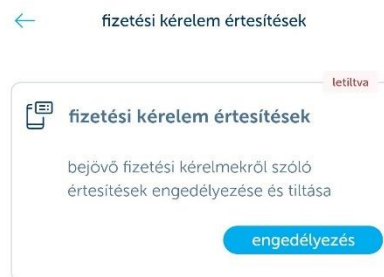 fizetési kérelem értesítések
letiltva
fizetési kérelem értesítések
bejövő fizetési kérelmekről szóló
értesítések engedélyezése és tiltása
engedélyezés